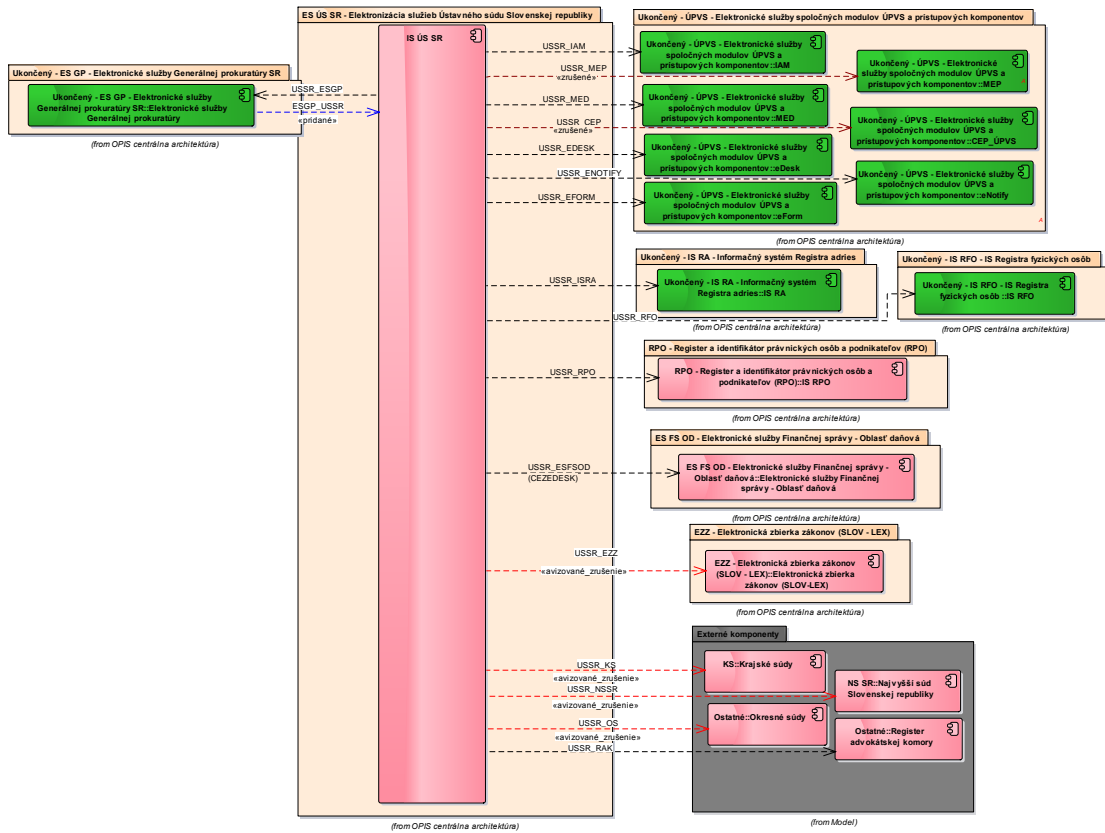 ES ÚS SR - Elektronizácia služieb Ústavného súdu Slovenskej republiky
IS ÚS SR
(from OPIS centrálna architektúra)
Ukončený - ES GP - Elektronické služby Generálnej prokuratúry SR
Ukončený - ES GP - Elektronické služby
Generálnej prokuratúry SR::Elektronické služby
Generálnej prokuratúry
(from OPIS centrálna architektúra)
USSR_ESGP
ESGP_USSR
«pridané»
USSR_IAM
USSR_MEP
«zrušené»
USSR_MED
USSR_CEP
«zrušené»
USSR_EDESK
USSR_ENOTIFY
USSR_EFORM
USSR_ISRA
USSR_RFO
USSR_RPO
USSR_ESFSOD
(CEZEDESK)
USSR_EZZ
«avizované_zrušenie»
USSR_KS
«avizované_zrušenie»
USSR_NSSR
«avizované_zrušenie»
USSR_OS
«avizované_zrušenie»
USSR_RAK
Ukončený - ÚPVS - Elektronické služby spoločných modulov ÚPVS a prístupových komponentov
Ukončený - ÚPVS - Elektronické služby
spoločných modulov ÚPVS a
prístupových komponentov::IAM
Ukončený - ÚPVS - Elektronické
služby spoločných modulov ÚPVS a
prístupových komponentov::MEP
Ukončený - ÚPVS - Elektronické služby
spoločných modulov ÚPVS a
prístupových komponentov::MED
Ukončený - ÚPVS - Elektronické služby
spoločných modulov ÚPVS a
prístupových komponentov::CEP_ÚPVS
Ukončený - ÚPVS - Elektronické služby
spoločných modulov ÚPVS a
prístupových komponentov::eDesk
Ukončený - ÚPVS - Elektronické služby
spoločných modulov ÚPVS a
prístupových komponentov::eNotify
Ukončený - ÚPVS - Elektronické služby
spoločných modulov ÚPVS a
prístupových komponentov::eForm
(from OPIS centrálna architektúra)
Ukončený - IS RA - Informačný systém Registra adries
Ukončený - IS RA - Informačný systém
Registra adries::IS RA
(from OPIS centrálna architektúra)
Ukončený - IS RFO - IS Registra fyzických osôb
Ukončený - IS RFO - IS Registra
fyzických osôb ::IS RFO
(from OPIS centrálna architektúra)
RPO - Register a identifikátor právnických osôb a podnikateľov (RPO)
RPO - Register a identifikátor právnických osôb a
podnikateľov (RPO)::IS RPO
(from OPIS centrálna architektúra)
ES FS OD - Elektronické služby Finančnej správy - Oblasť daňová
ES FS OD - Elektronické služby Finančnej správy -
Oblasť daňová::Elektronické služby Finančnej
správy - Oblasť daňová
(from OPIS centrálna architektúra)
EZZ - Elektronická zbierka zákonov (SLOV - LEX)
EZZ - Elektronická zbierka zákonov
(SLOV - LEX)::Elektronická zbierka
zákonov (SLOV-LEX)
(from OPIS centrálna architektúra)
Externé komponenty
KS::Krajské súdy
NS SR::Najvyšší súd
Slovenskej republiky
Ostatné::Okresné súdy
Ostatné::Register
advokátskej komory
(from Model)